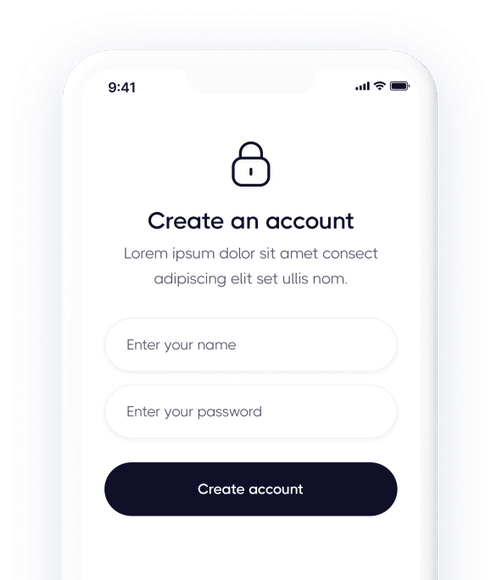 9:41
Create an account
Lorem ipsum dolor sit amet consect
adipiscing elit set ullis nom.
Enter your name
Enter your password
Create account